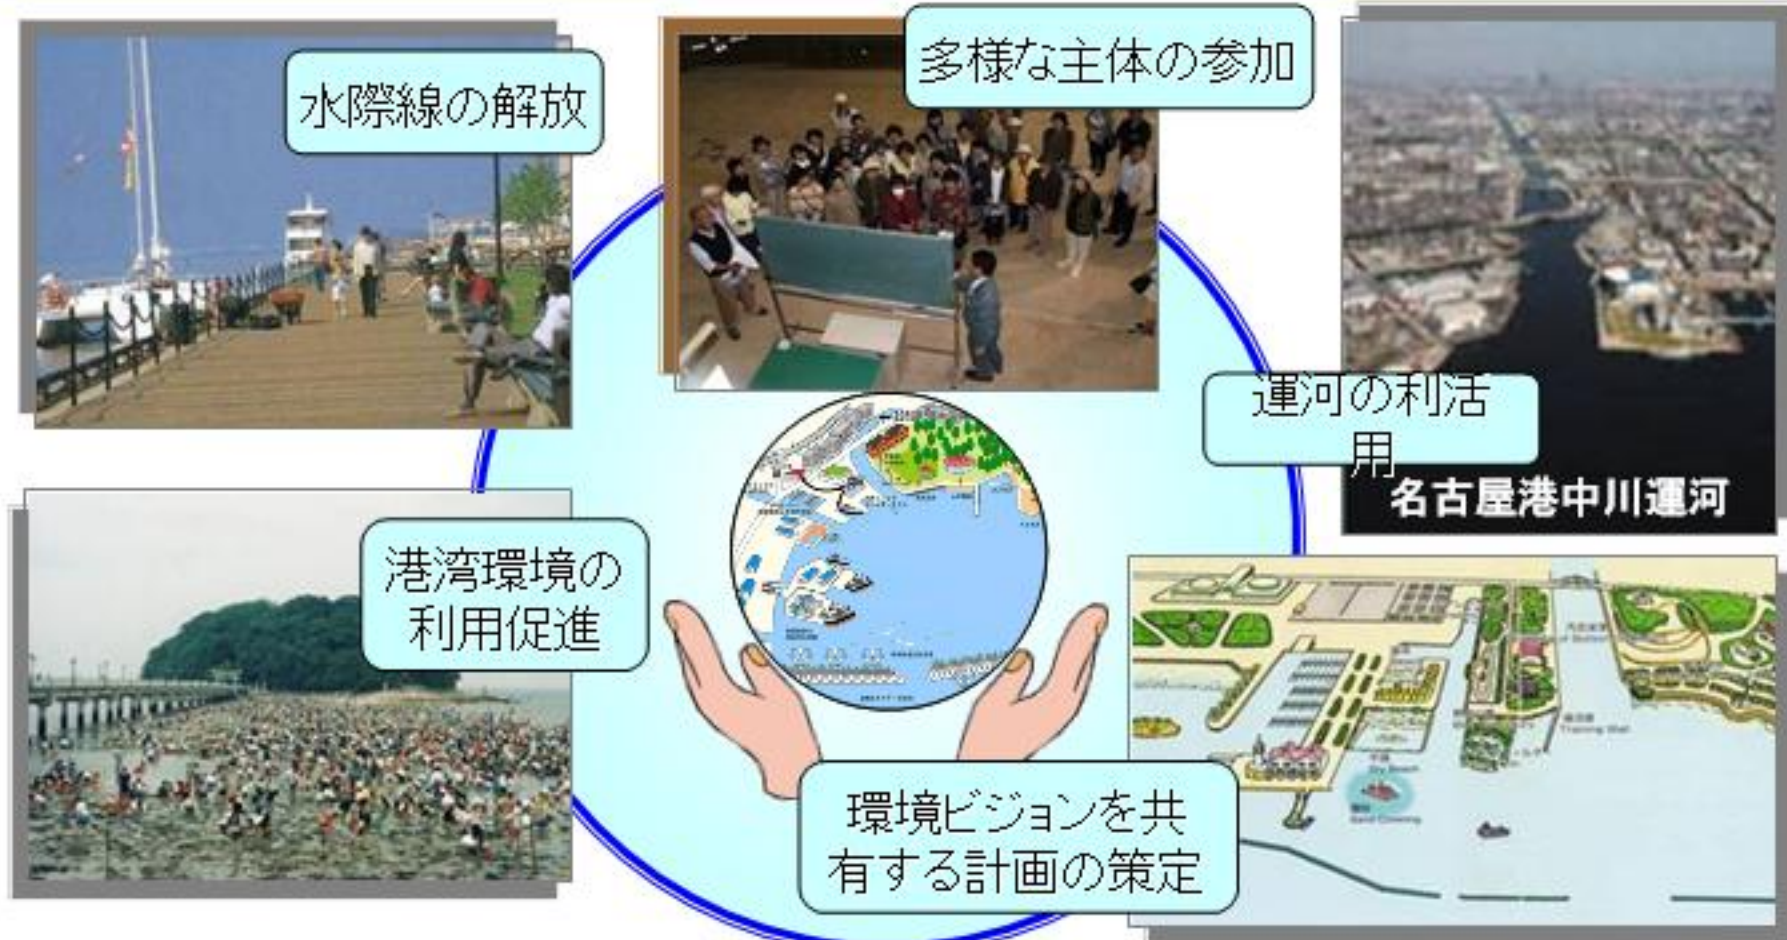 水際線の解放
多様な主体の参加
運河の利活
用
名古屋港中川運河
港湾環境の
利用促進
環境ビジョンを共
有する計画の策定